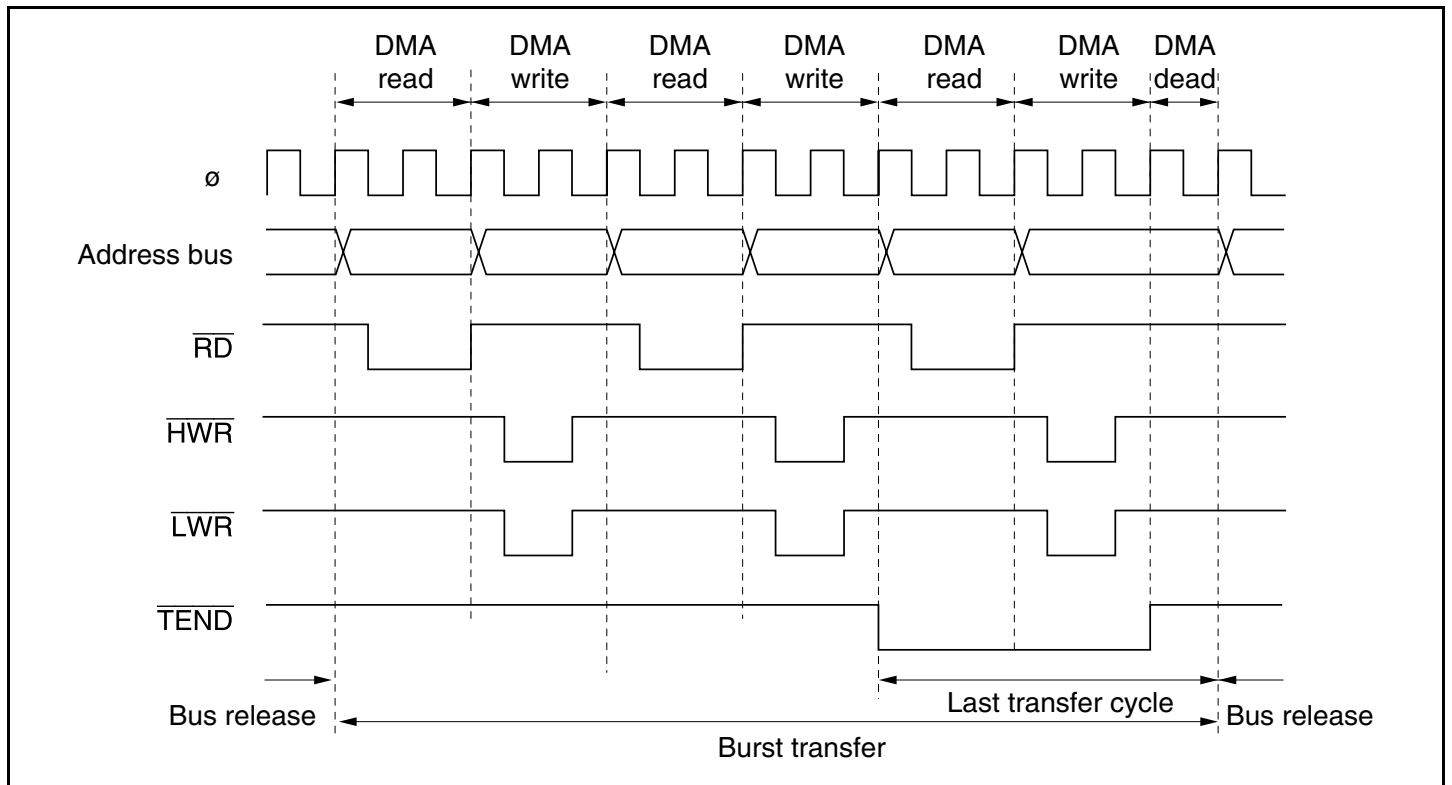 DMA read
DMA write
DMA read
DMA write
DMA read
DMA write
DMA dead
ø
Address bus
RD
HWR
LWR
TEND
Last transfer cycle
Bus release
Bus release
Burst transfer